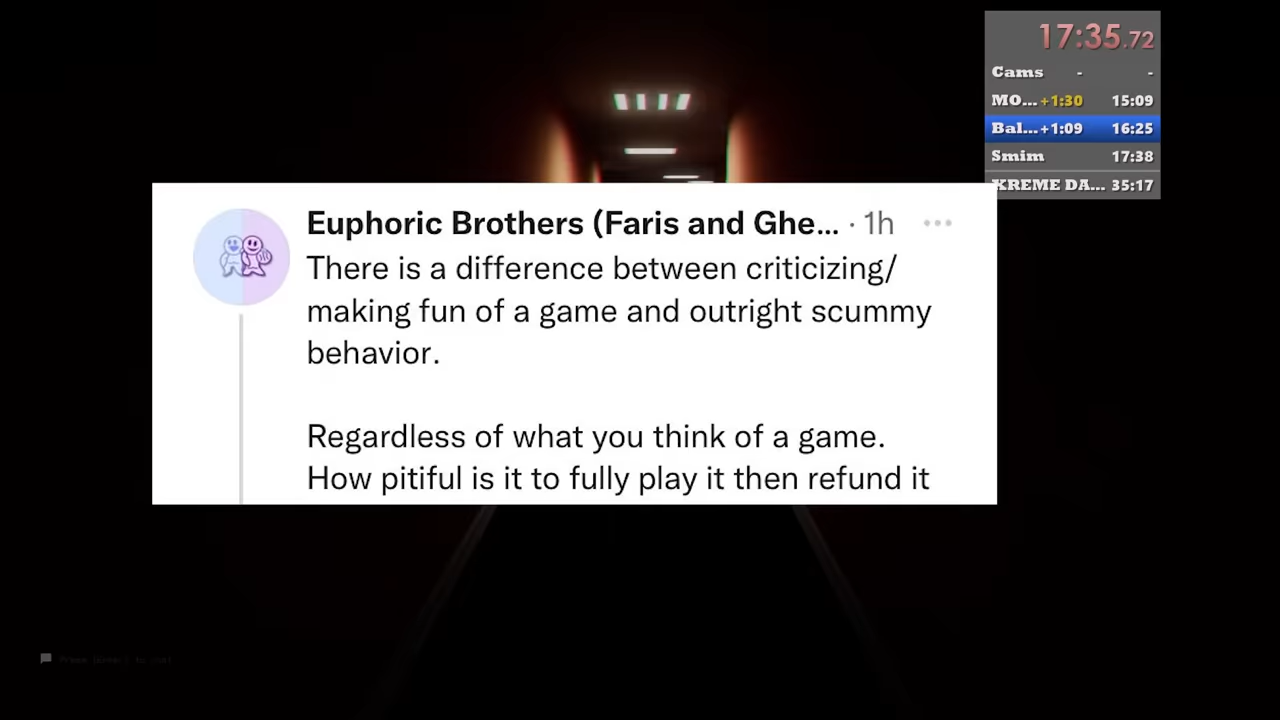 17:35.72
Cams - -
MO... +1:30 15:09
Bal... +1:09 16:25
Smim 17:38
KREME DA... 35:17
Euphoric Brothers (Faris and Ghe... · 1h
There is a difference between criticizing/
making fun of a game and outright scummy
behavior.
Regardless of what you think of a game.
How pitiful is it to fully play it then refund it